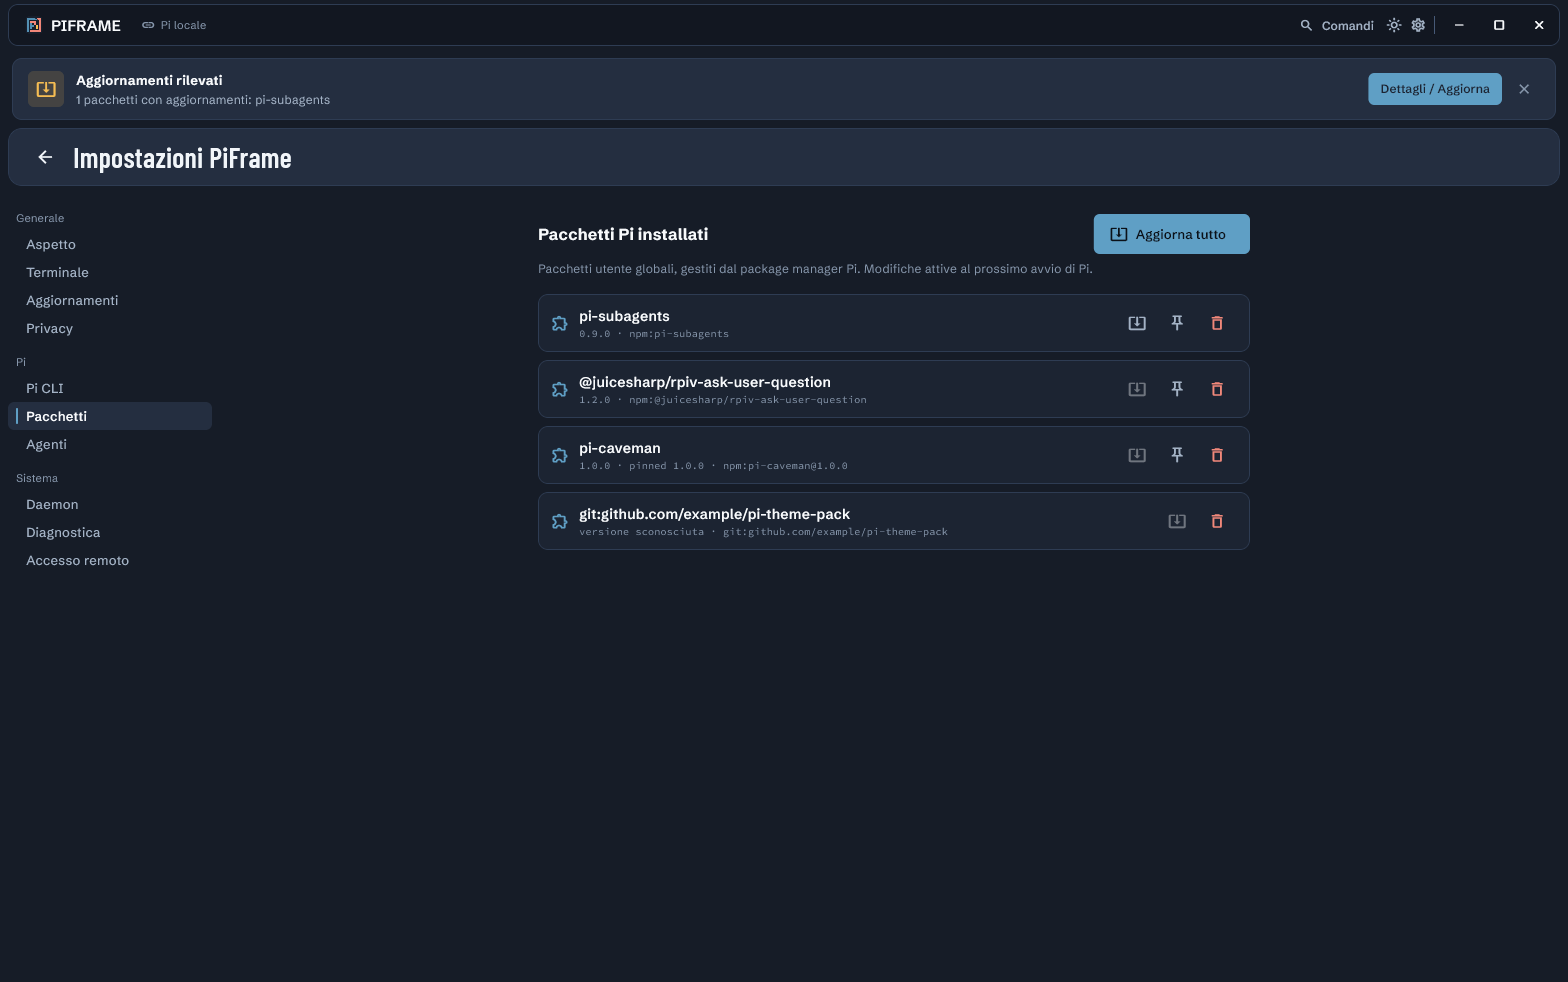 PIFRAME
Pi locale
Comandi
Aggiornamenti rilevati
1 pacchetti con aggiornamenti: pi-subagents
Dettagli / Aggiorna
Impostazioni PiFrame
Generale
Aspetto
Terminale
Aggiornamenti
Privacy
Pi
Pi CLI
Pacchetti
Agenti
Sistema
Daemon
Diagnostica
Accesso remoto
Pacchetti Pi installati
Aggiorna tutto
Pacchetti utente globali, gestiti dal package manager Pi. Modifiche attive al prossimo avvio di Pi.
pi-subagents
0.9.0 · npm:pi-subagents
@juicesharp/rpiv-ask-user-question
1.2.0 · npm:@juicesharp/rpiv-ask-user-question
pi-caveman
1.0.0 · pinned 1.0.0 · npm:pi-caveman@1.0.0
git:github.com/example/pi-theme-pack
versione sconosciuta · git:github.com/example/pi-theme-pack